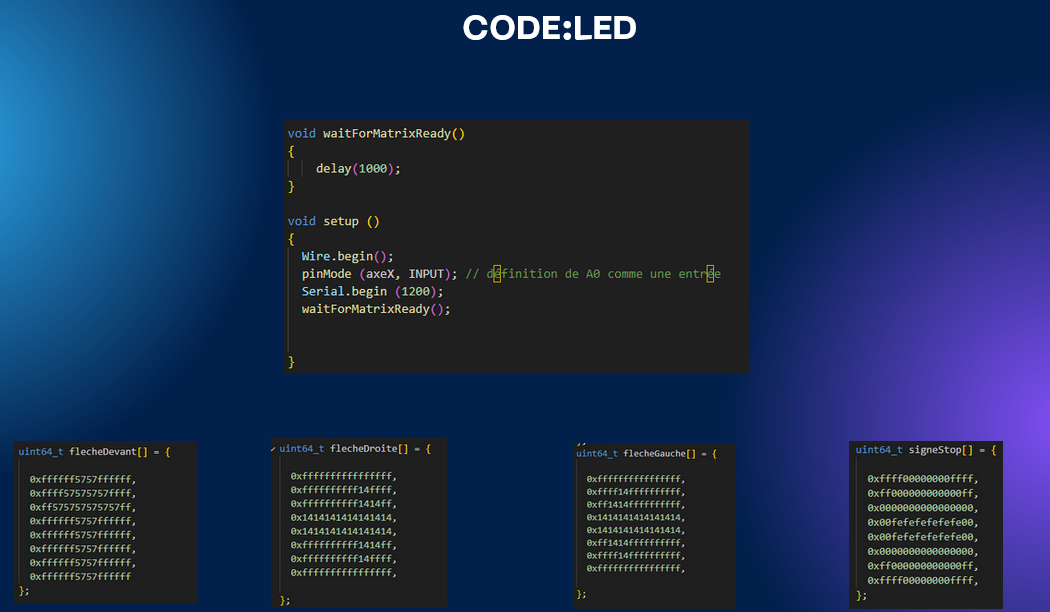 CODE:LED
void waitForMatrixReady()
{
delay(1000);
}
void setup ()
{
Wire.begin();
pinMode (axeX, INPUT); // définition de A0 comme une entrée
Serial.begin (1200);
waitForMatrixReady();
}
uint64_t flecheDevant[] = {
0xffffff5757ffffff,
0xffff57575757ffff,
0xff575757575757ff,
0xffffff5757ffffff,
0xffffff5757ffffff,
0xffffff5757ffffff,
0xffffff5757ffffff,
0xffffff5757ffffff
};
uint64_t flecheDroite[] = {
0xffffffffffffffff,
0xffffffffff14ffff,
0xffffffffff1414ff,
0x1414141414141414,
0x1414141414141414,
0xffffffffff1414ff,
0xffffffffff14ffff,
0xffffffffffffffff,
};
};
uint64_t flecheGauche[] = {
0xffffffffffffffff,
0xffff14ffffffffff,
0xff1414ffffffffff,
0x1414141414141414,
0x1414141414141414,
0xff1414ffffffffff,
0xffff14ffffffffff,
0xffffffffffffffff,
};
uint64_t signeStop[] = {
0xffff00000000ffff,
0xff000000000000ff,
0x0000000000000000,
0x00fefefefefefe00,
0x00fefefefefefe00,
0x0000000000000000,
0xff000000000000ff,
0xffff00000000ffff,
};